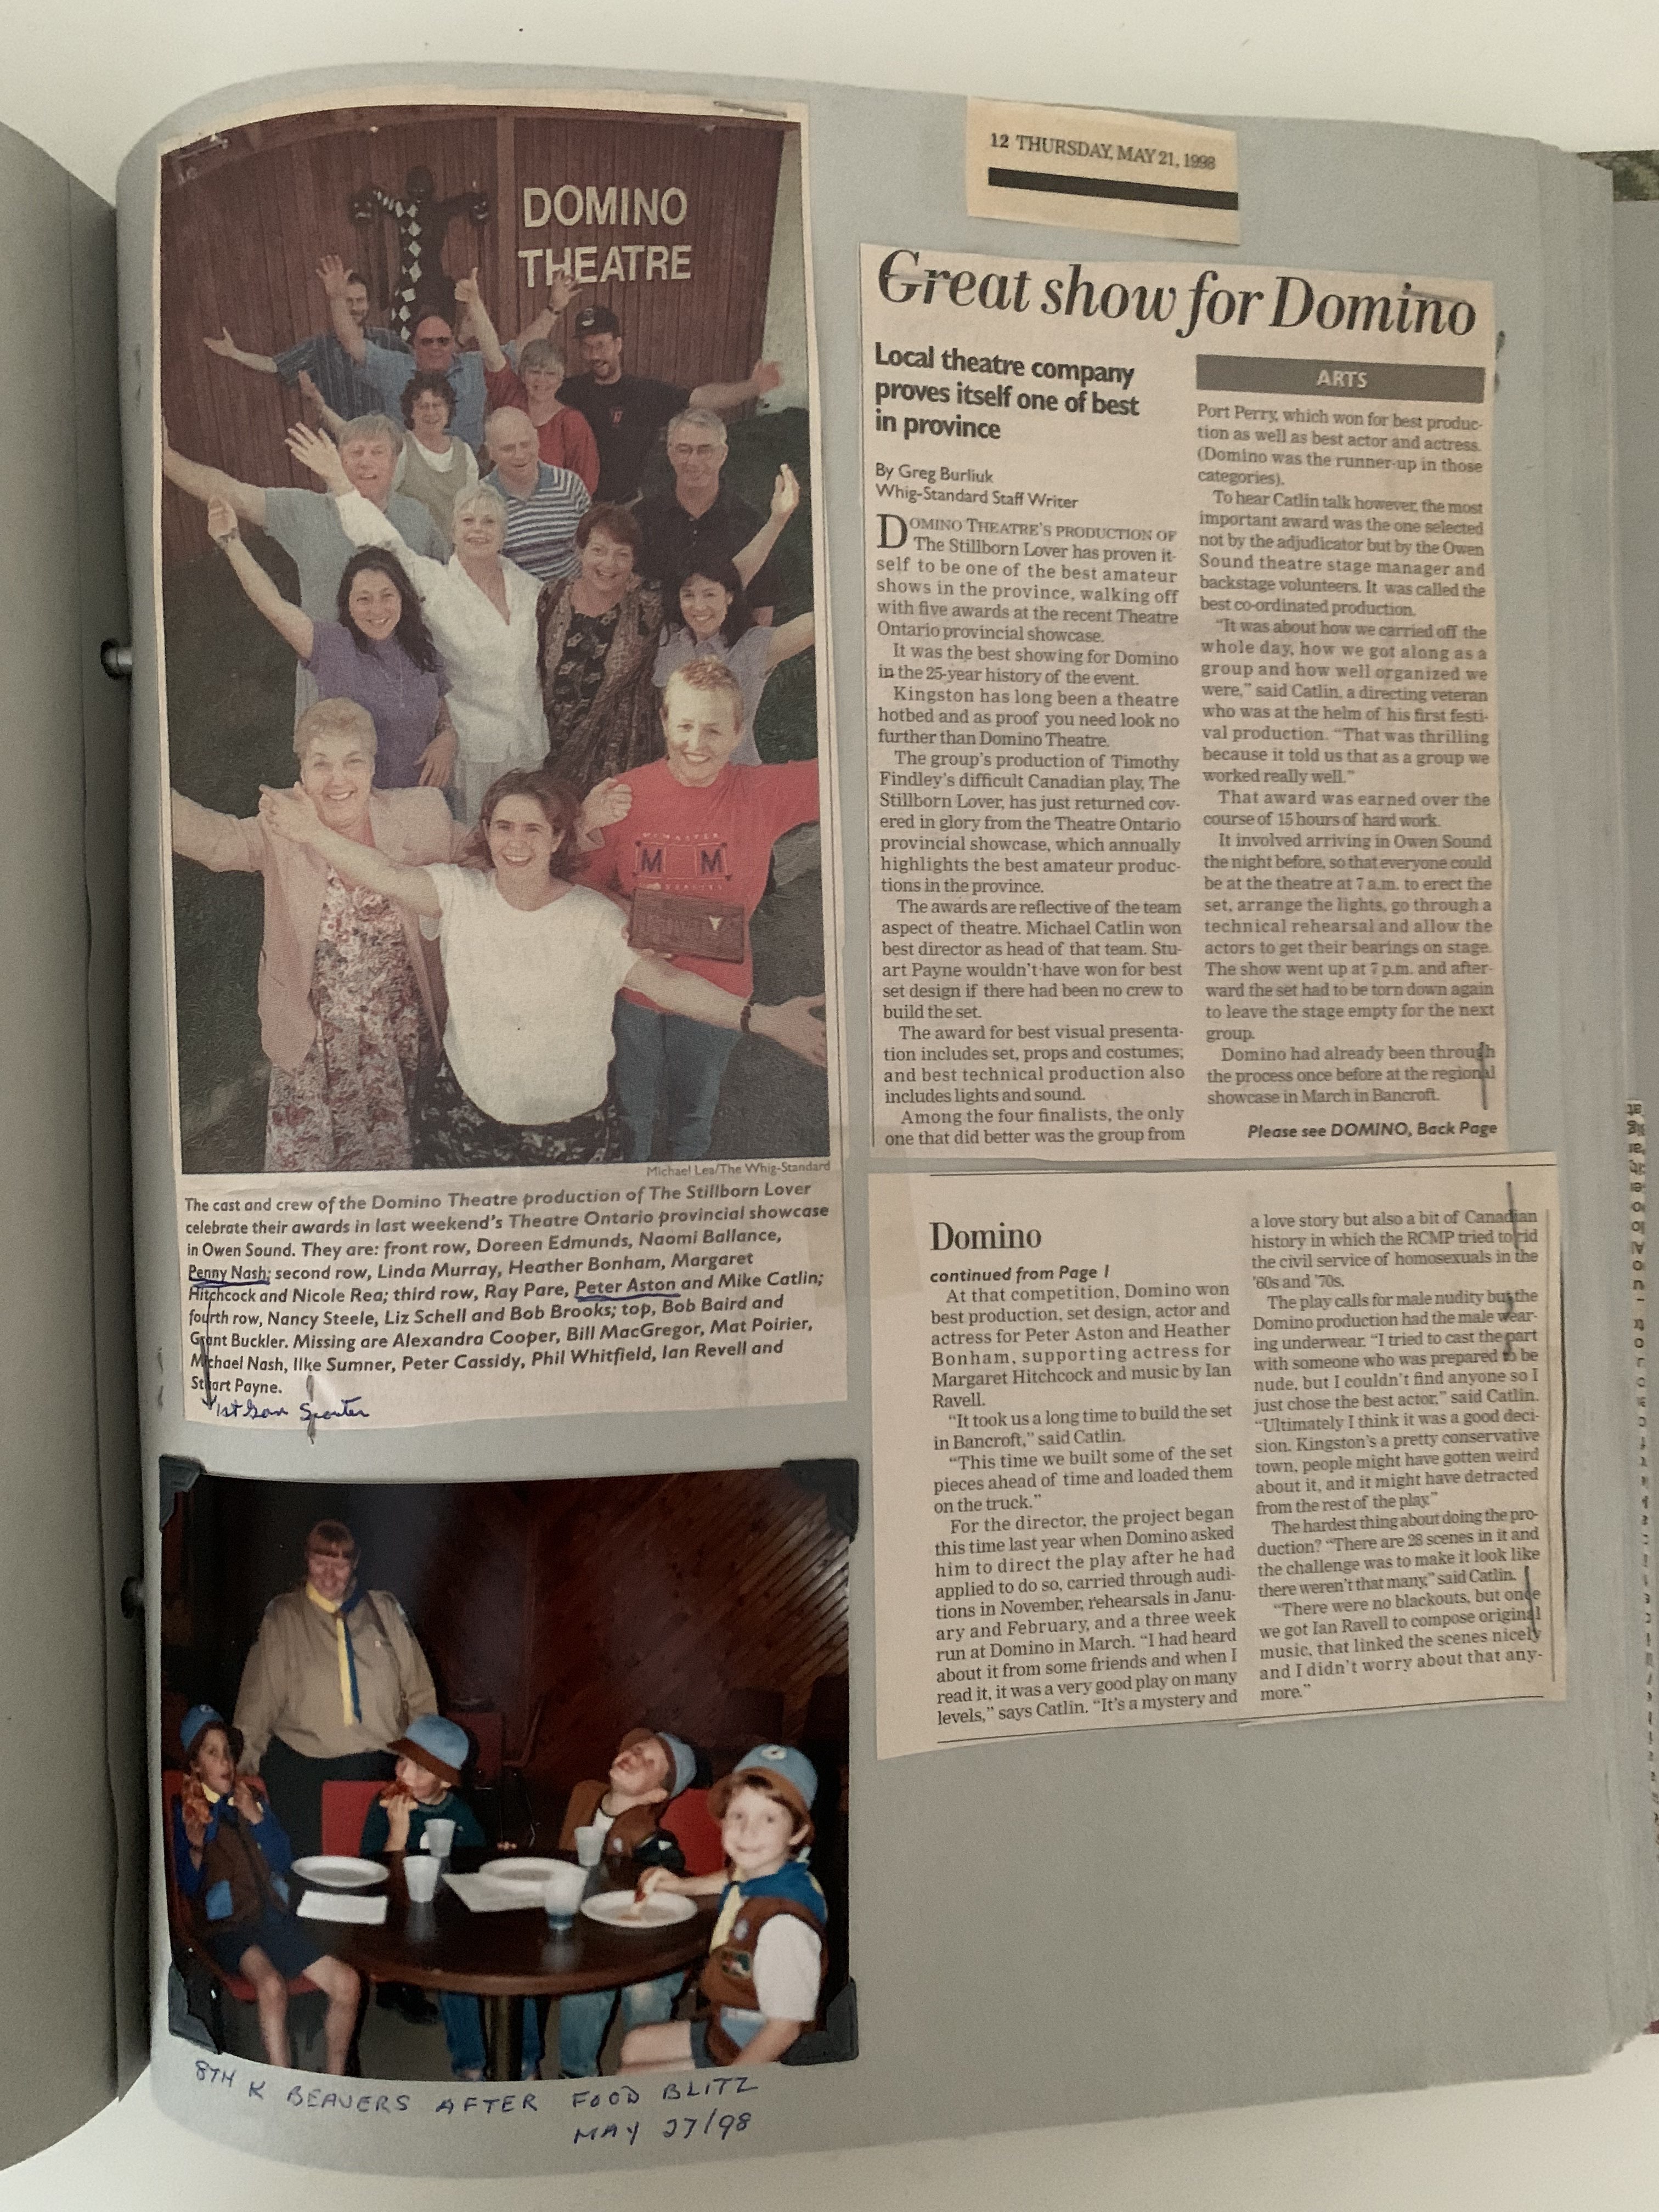 DOMINO
THEATRE
M M
Michael Lea/The Whig-Standard
The cast and crew of the Domino Theatre production of The Stillborn Lover
celebrate their awards in last weekend's Theatre Ontario provincial showcase
in Owen Sound. They are: front row, Doreen Edmunds, Naomi Ballance,
Penny Nash; second row, Linda Murray, Heather Bonham, Margaret
Hitchcock and Nicole Rea; third row, Ray Pare, Peter Aston and Mike Catlin;
fourth row, Nancy Steele, Liz Schell and Bob Brooks; top, Bob Baird and
Grant Buckler. Missing are Alexandra Cooper, Bill MacGregor, Mat Poirier,
Michael Nash, Ilke Sumner, Peter Cassidy, Phil Whitfield, Ian Revell and
Stuart Payne.
1st Scouter
8TH K BEAVERS AFTER FOOD BLITZ
MAY 27/98
12 THURSDAY, MAY 21, 1998
Great show for Domino
Local theatre company
proves itself one of best
in province
By Greg Burliuk
Whig-Standard Staff Writer
DOMINO THEATRE'S PRODUCTION OF
The Stillborn Lover has proven it-
self to be one of the best amateur
shows in the province, walking off
with five awards at the recent Theatre
Ontario provincial showcase.
It was the best showing for Domino
in the 25-year history of the event.
Kingston has long been a theatre
hotbed and as proof you need look no
further than Domino Theatre.
The group's production of Timothy
Findley's difficult Canadian play, The
Stillborn Lover, has just returned cov-
ered in glory from the Theatre Ontario
provincial showcase, which annually
highlights the best amateur produc-
tions in the province.
The awards are reflective of the team
aspect of theatre. Michael Catlin won
best director as head of that team. Stu-
art Payne wouldn't have won for best
set design if there had been no crew to
build the set.
The award for best visual presenta-
tion includes set, props and costumes;
and best technical production also
includes lights and sound.
Among the four finalists, the only
one that did better was the group from
ARTS
Port Perry, which won for best produc-
tion as well as best actor and actress.
(Domino was the runner-up in those
categories).
To hear Catlin talk however, the most
important award was the one selected
not by the adjudicator but by the Owen
Sound theatre stage manager and
backstage volunteers. It was called the
best co-ordinated production.
"It was about how we carried off the
whole day, how we got along as a
group and how well organized we
were," said Catlin, a directing veteran
who was at the helm of his first festi-
val production. "That was thrilling
because it told us that as a group we
worked really well."
That award was earned over the
course of 15 hours of hard work.
It involved arriving in Owen Sound
the night before, so that everyone could
be at the theatre at 7 a.m. to erect the
set, arrange the lights, go through a
technical rehearsal and allow the
actors to get their bearings on stage.
The show went up at 7 p.m. and after-
ward the set had to be torn down again
to leave the stage empty for the next
group.
Domino had already been through
the process once before at the regional
showcase in March in Bancroft.
Please see DOMINO, Back Page
Domino
continued from Page 1
At that competition, Domino won
best production, set design, actor and
actress for Peter Aston and Heather
Bonham, supporting actress for
Margaret Hitchcock and music by Ian
Ravell.
"It took us a long time to build the set
in Bancroft," said Catlin.
"This time we built some of the set
pieces ahead of time and loaded them
on the truck."
For the director, the project began
this time last year when Domino asked
him to direct the play after he had
applied to do so, carried through audi-
tions in November, rehearsals in Janu-
ary and February, and a three week
run at Domino in March. "I had heard
about it from some friends and when I
read it, it was a very good play on many
levels," says Catlin. "It's a mystery and
a love story but also a bit of Canadian
history in which the RCMP tried to rid
the civil service of homosexuals in the
'60s and '70s.
The play calls for male nudity but the
Domino production had the male wear-
ing underwear. "I tried to cast the part
with someone who was prepared to be
nude, but I couldn't find anyone so I
just chose the best actor," said Catlin.
"Ultimately I think it was a good deci-
sion. Kingston's a pretty conservative
town, people might have gotten weird
about it, and it might have detracted
from the rest of the play."
The hardest thing about doing the pro-
duction? "There are 28 scenes in it and
the challenge was to make it look like
there weren't that many," said Catlin.
"There were no blackouts, but once
we got Ian Ravell to compose original
music, that linked the scenes nicely
and I didn't worry about that any-
more."